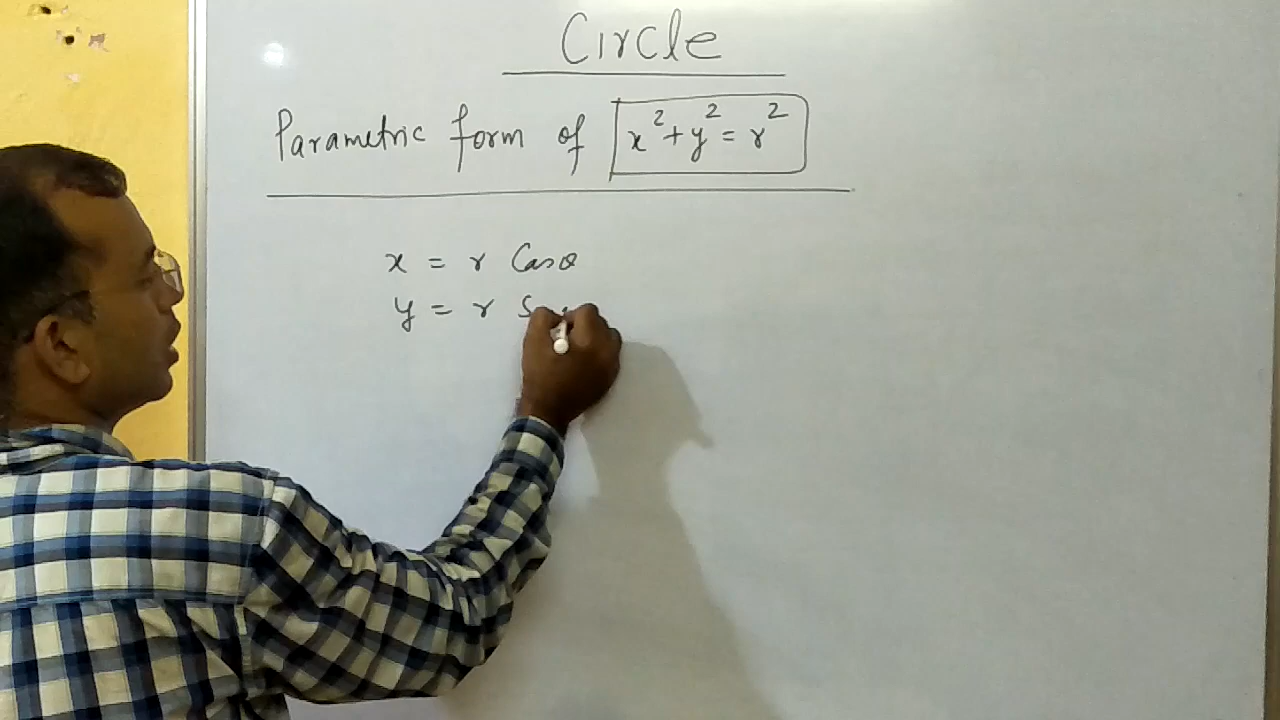 Circle
Parametric form of x² + y² = r²
x = r Cosθ
y = r